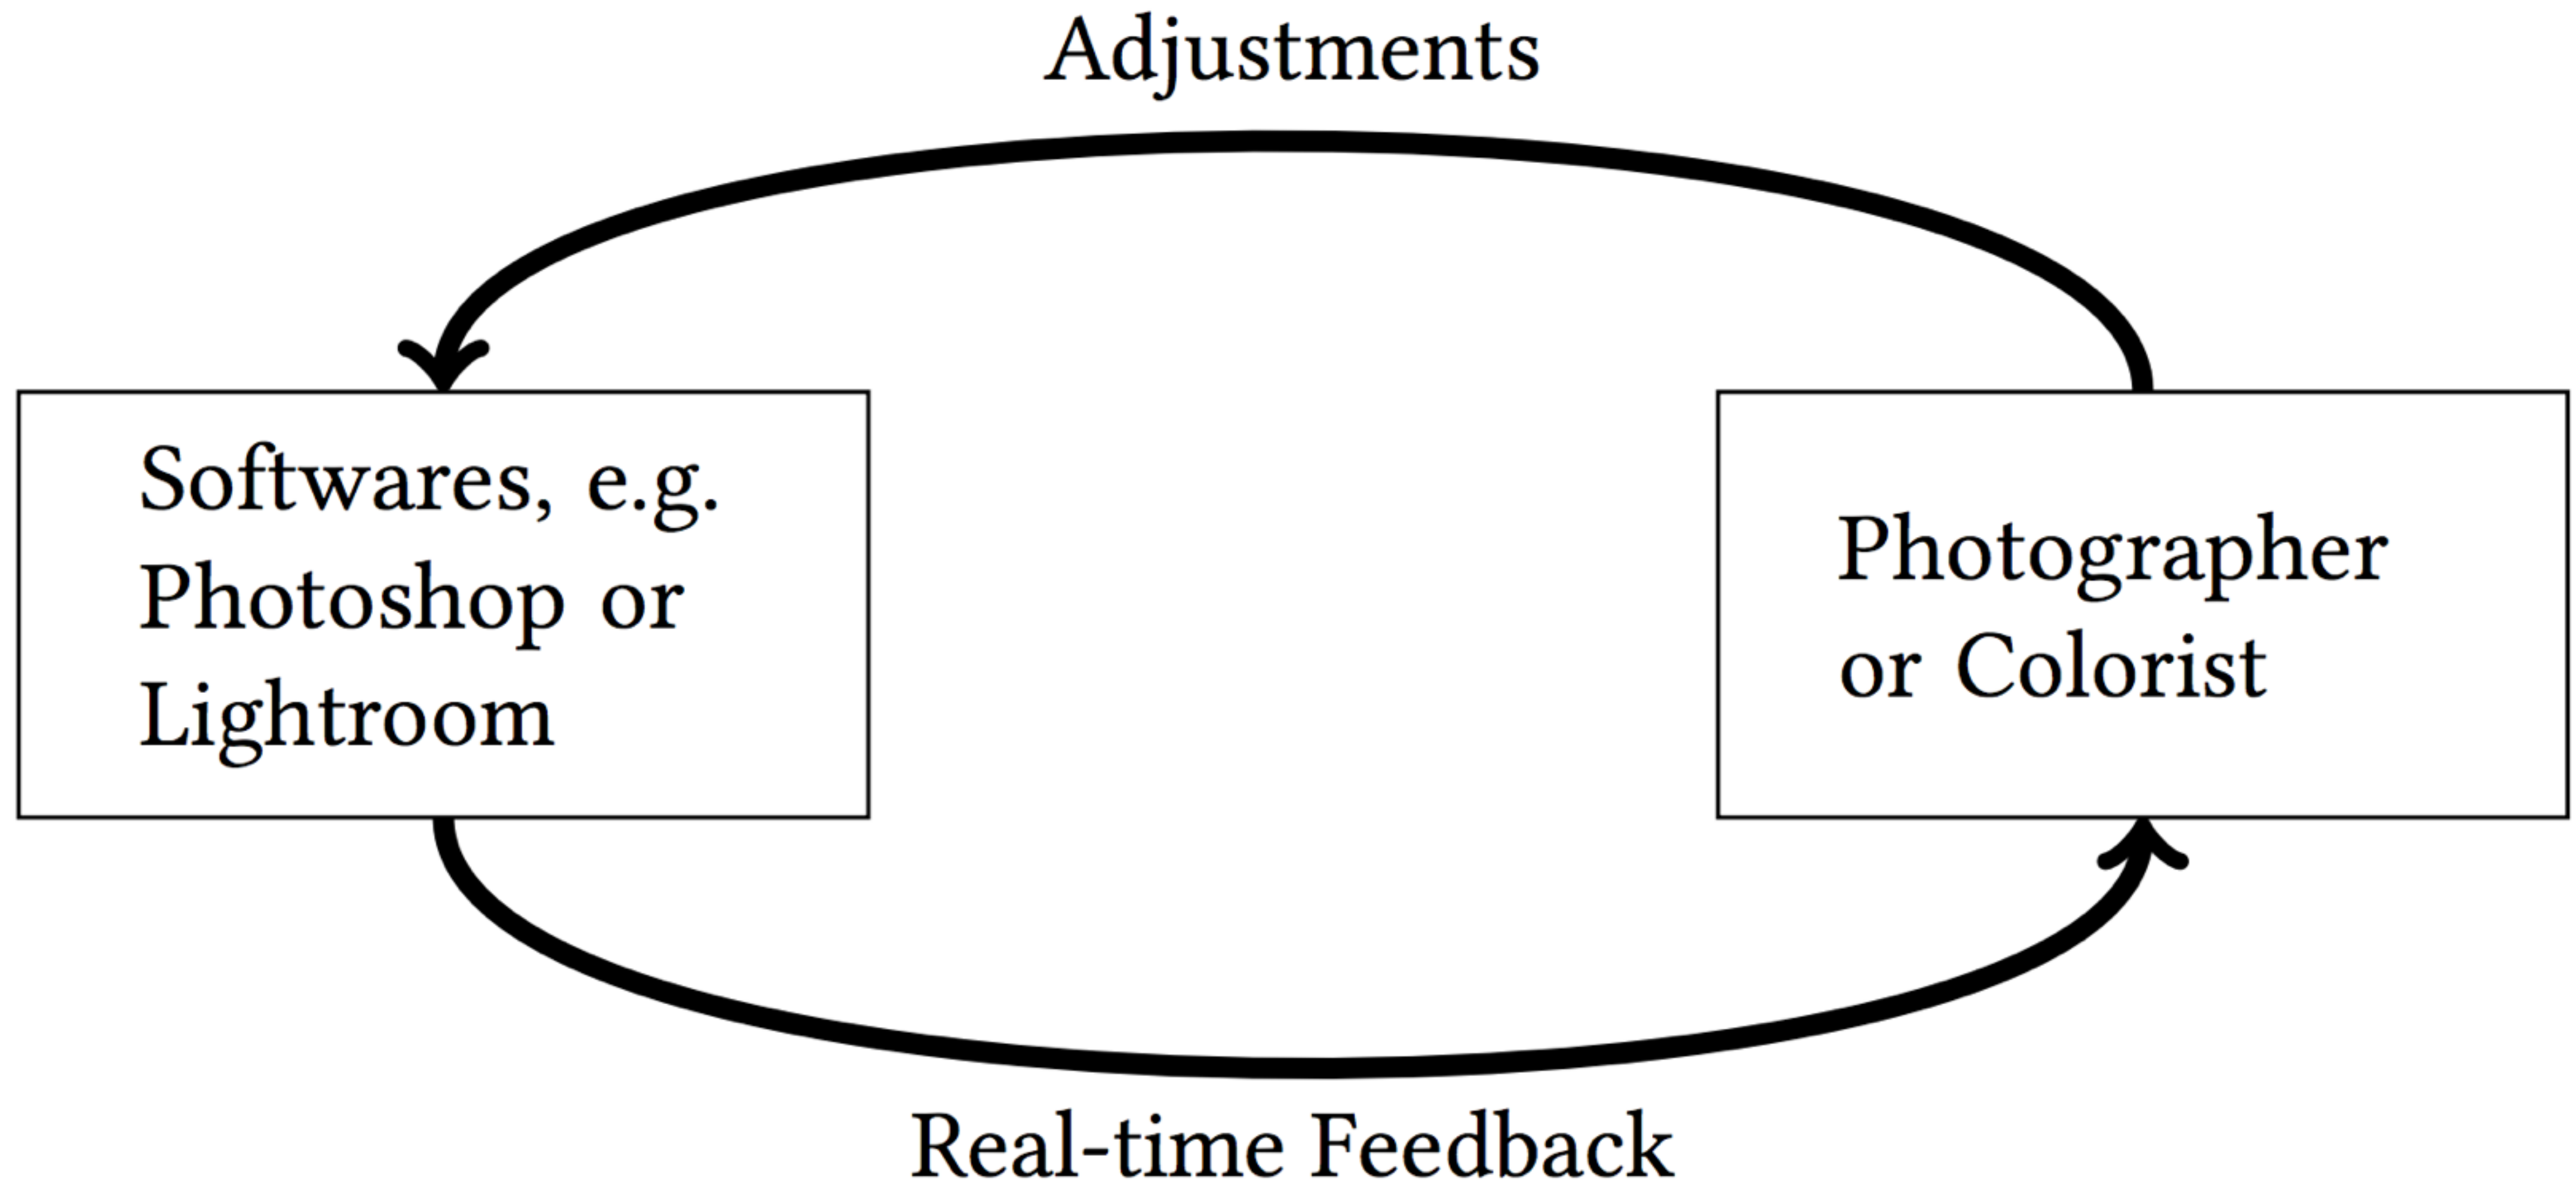 Adjustments
Softwares, e.g.
Photoshop or
Lightroom
Photographer
or Colorist
Real-time Feedback